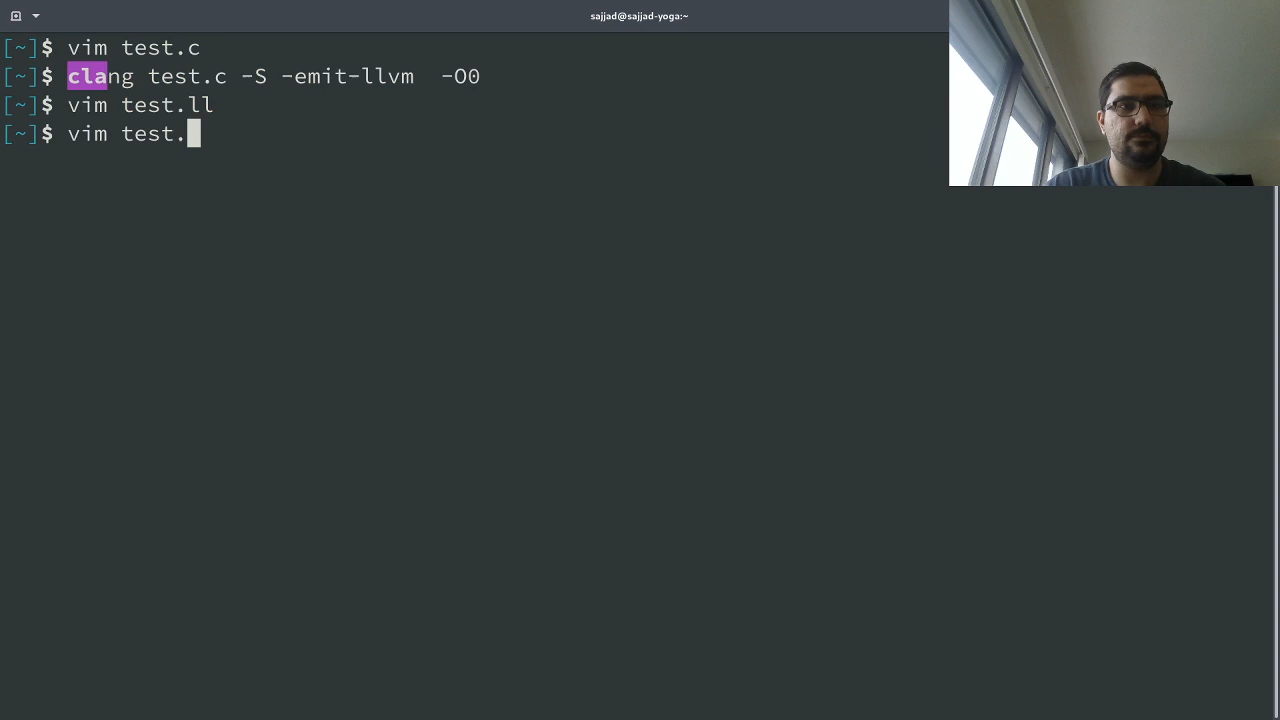 sajjad@sajjad-yoga:~
[~]$ vim test.c
[~]$ clang test.c -S -emit-llvm  -O0
[~]$ vim test.ll
[~]$ vim test.